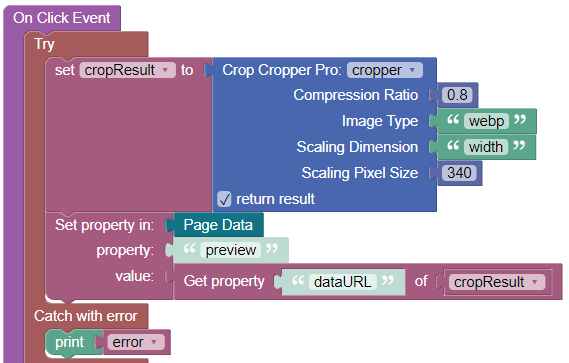 On Click Event
Try
set cropResult to Crop Cropper Pro: cropper
Compression Ratio 0.8
Image Type “ webp ”
Scaling Dimension “ width ”
Scaling Pixel Size 340
✓ return result
Set property in: Page Data
property: “ preview ”
value: Get property “ dataURL ” of cropResult
Catch with error
print error